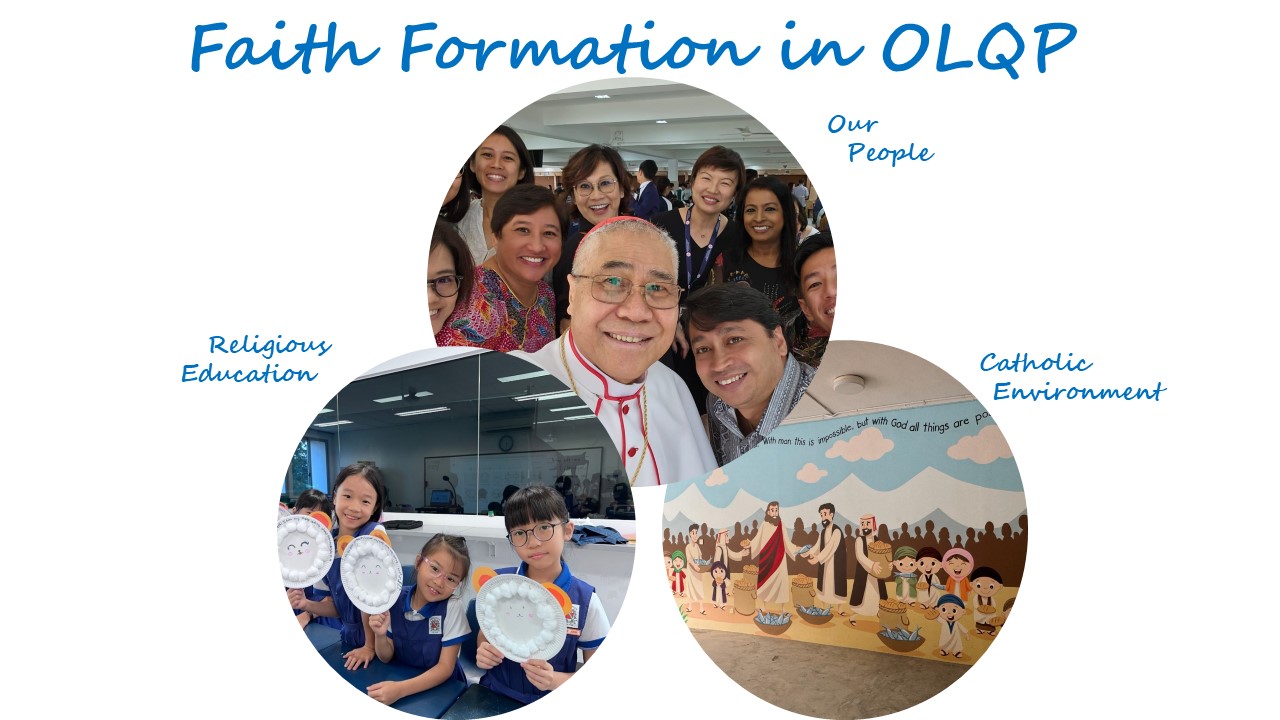 Faith Formation in OLQP
Our
People
Religious
Education
Catholic
Environment
With man this is impossible, but with God all things are